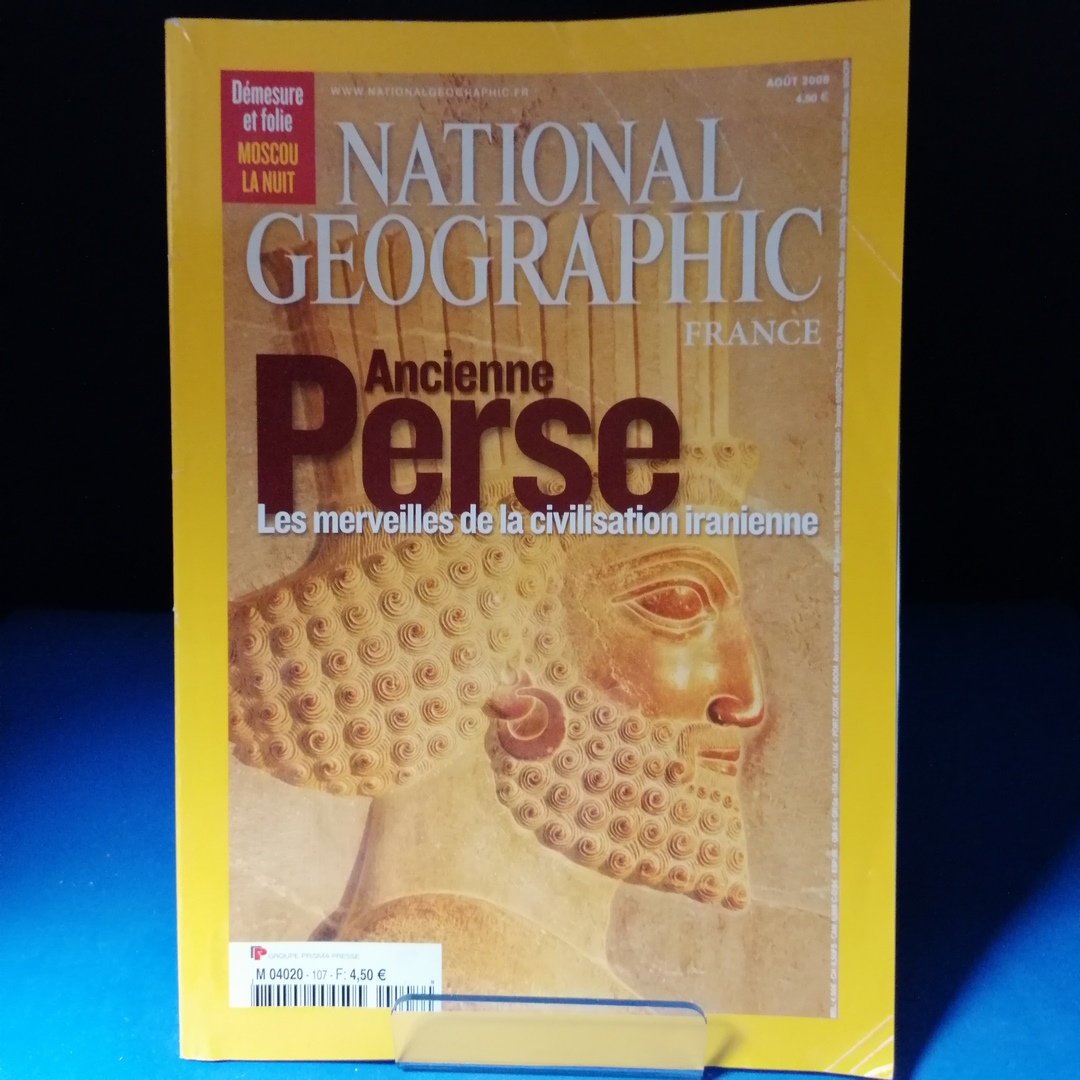 Démesure
et folie
MOSCOU
LA NUIT
WWW.NATIONALGEOGRAPHIC.FR
AOÛT 2008
4,50 €
NATIONAL
GEOGRAPHIC
FRANCE
Ancienne
Perse
Les merveilles de la civilisation iranienne
GROUPE PRISMA PRESSE
M 04020 - 107 - F: 4,50 €